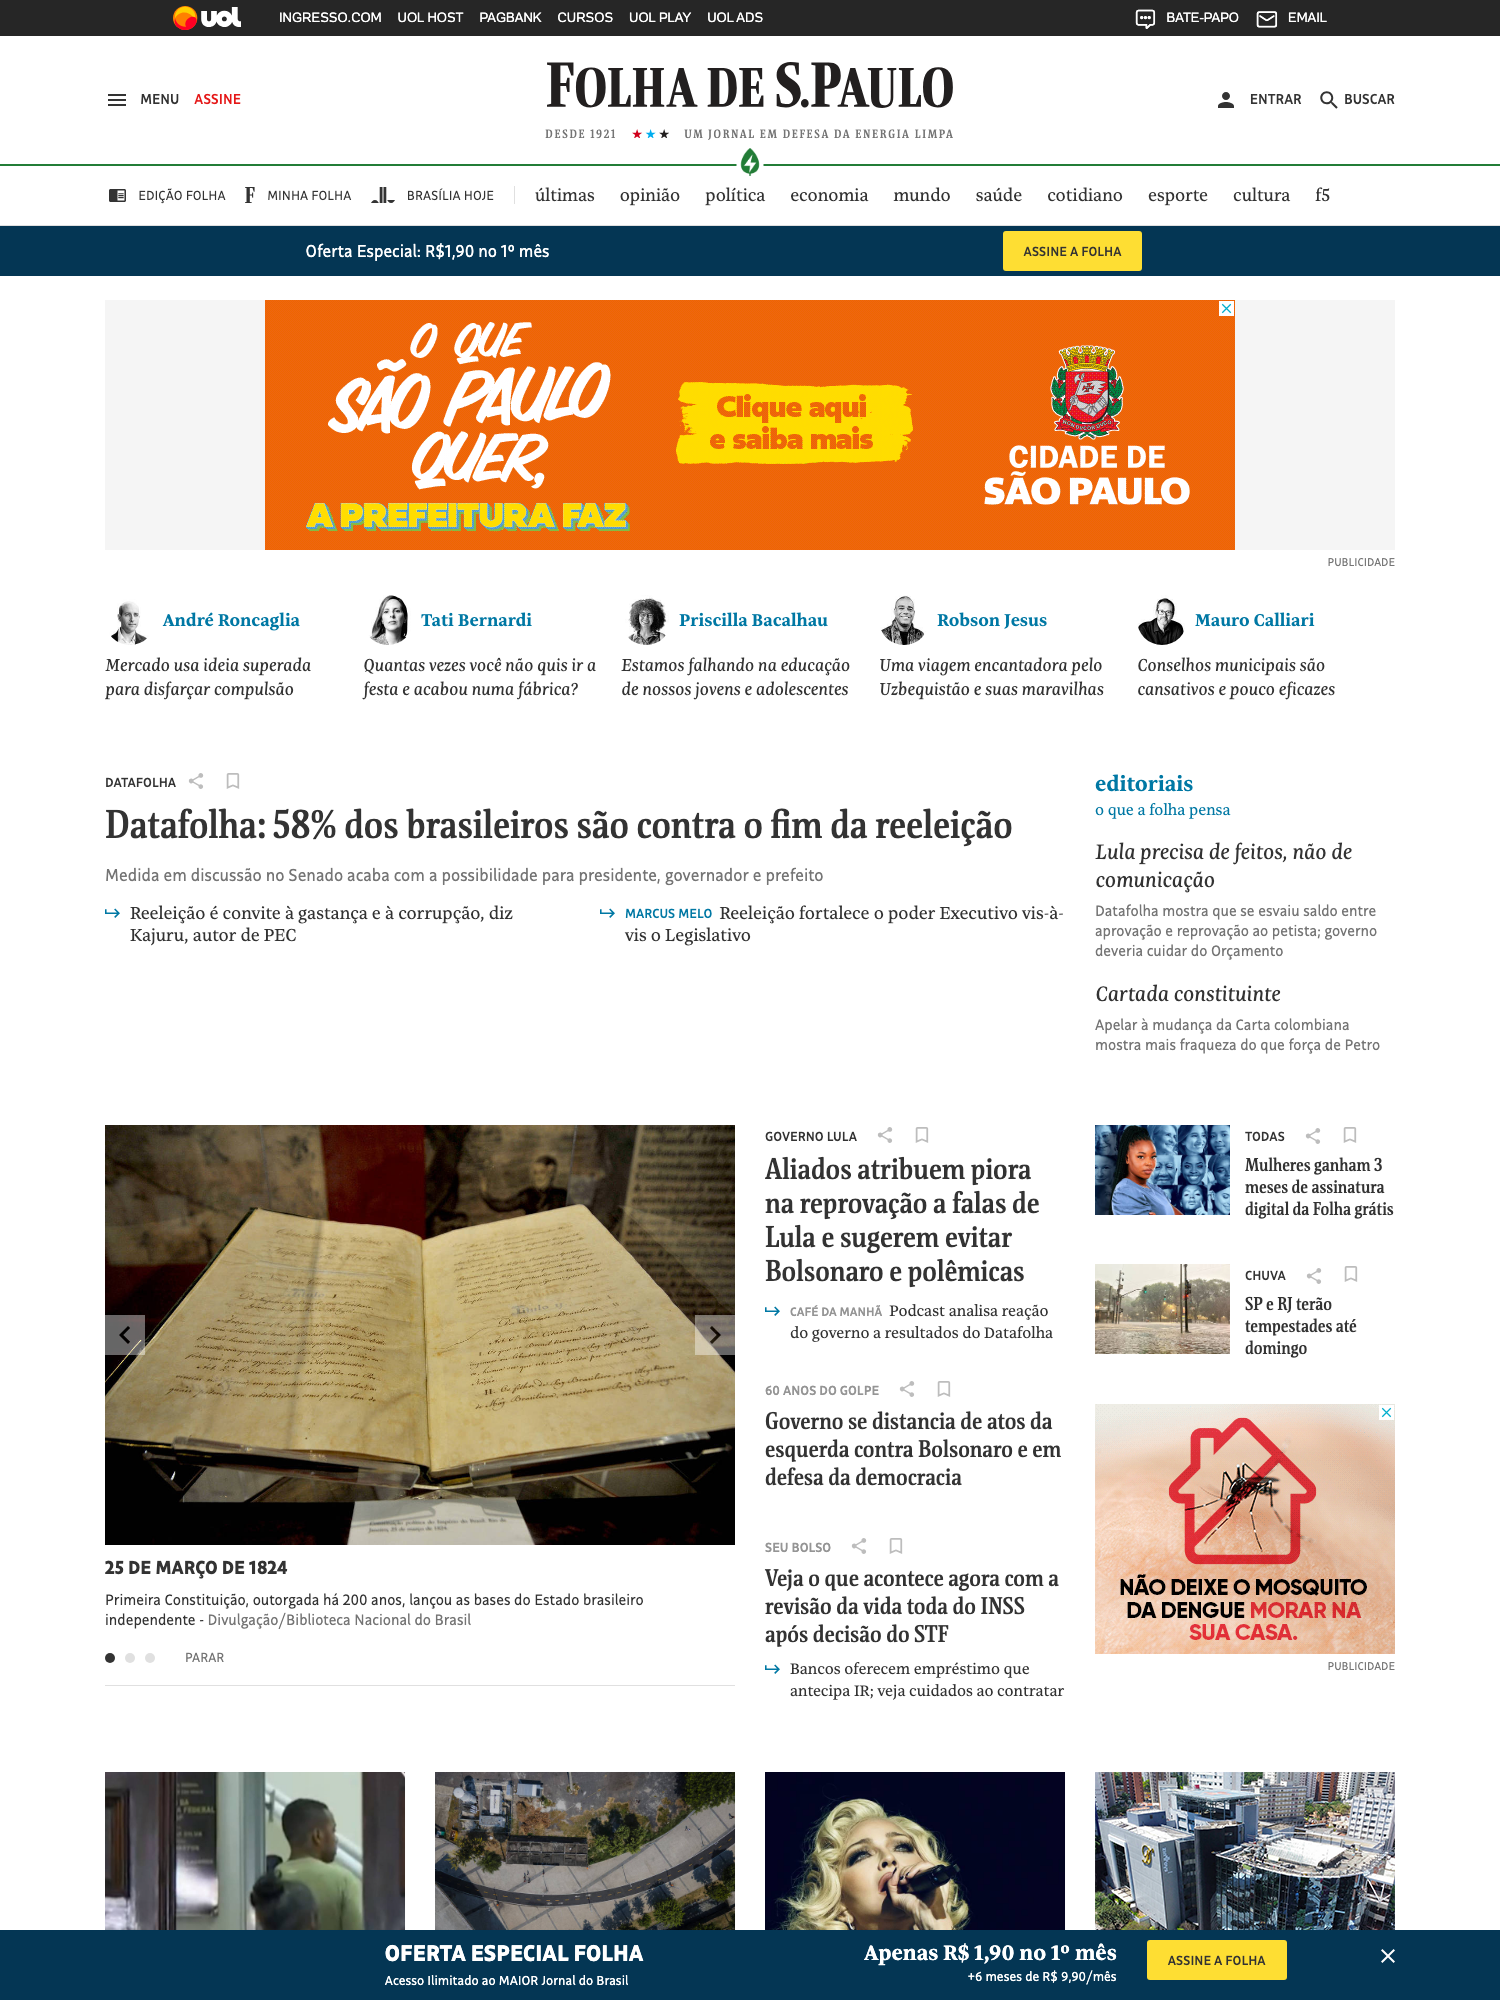 uol INGRESSO.COM UOL HOST PAGBANK CURSOS UOL PLAY UOL ADS BATE-PAPO EMAIL
MENU ASSINE
FOLHA DE S.PAULO
DESDE 1921 ★★★ UM JORNAL EM DEFESA DA ENERGIA LIMPA
ENTRAR BUSCAR
EDIÇÃO FOLHA MINHA FOLHA BRASÍLIA HOJE últimas opinião política economia mundo saúde cotidiano esporte cultura f5
Oferta Especial: R$1,90 no 1º mês ASSINE A FOLHA
O QUE
SÃO PAULO
QUER,
A PREFEITURA FAZ
Clique aqui
e saiba mais
CIDADE DE
SÃO PAULO
PUBLICIDADE
André Roncaglia
Mercado usa ideia superada
para disfarçar compulsão
Tati Bernardi
Quantas vezes você não quis ir a
festa e acabou numa fábrica?
Priscilla Bacalhau
Estamos falhando na educação
de nossos jovens e adolescentes
Robson Jesus
Uma viagem encantadora pelo
Uzbequistão e suas maravilhas
Mauro Calliari
Conselhos municipais são
cansativos e pouco eficazes
DATAFOLHA
Datafolha: 58% dos brasileiros são contra o fim da reeleição
Medida em discussão no Senado acaba com a possibilidade para presidente, governador e prefeito
Reeleição é convite à gastança e à corrupção, diz
Kajuru, autor de PEC
MARCUS MELO Reeleição fortalece o poder Executivo vis-à-
vis o Legislativo
editoriais
o que a folha pensa
Lula precisa de feitos, não de
comunicação
Datafolha mostra que se esvaiu saldo entre
aprovação e reprovação ao petista; governo
deveria cuidar do Orçamento
Cartada constituinte
Apelar à mudança da Carta colombiana
mostra mais fraqueza do que força de Petro
25 DE MARÇO DE 1824
Primeira Constituição, outorgada há 200 anos, lançou as bases do Estado brasileiro
independente - Divulgação/Biblioteca Nacional do Brasil
PARAR
GOVERNO LULA
Aliados atribuem piora
na reprovação a falas de
Lula e sugerem evitar
Bolsonaro e polêmicas
CAFÉ DA MANHÃ Podcast analisa reação
do governo a resultados do Datafolha
60 ANOS DO GOLPE
Governo se distancia de atos da
esquerda contra Bolsonaro e em
defesa da democracia
SEU BOLSO
Veja o que acontece agora com a
revisão da vida toda do INSS
após decisão do STF
Bancos oferecem empréstimo que
antecipa IR; veja cuidados ao contratar
TODAS
Mulheres ganham 3
meses de assinatura
digital da Folha grátis
CHUVA
SP e RJ terão
tempestades até
domingo
NÃO DEIXE O MOSQUITO
DA DENGUE MORAR NA
SUA CASA.
PUBLICIDADE
OFERTA ESPECIAL FOLHA
Acesso Ilimitado ao MAIOR Jornal do Brasil
Apenas R$ 1,90 no 1º mês
+6 meses de R$ 9,90/mês
ASSINE A FOLHA